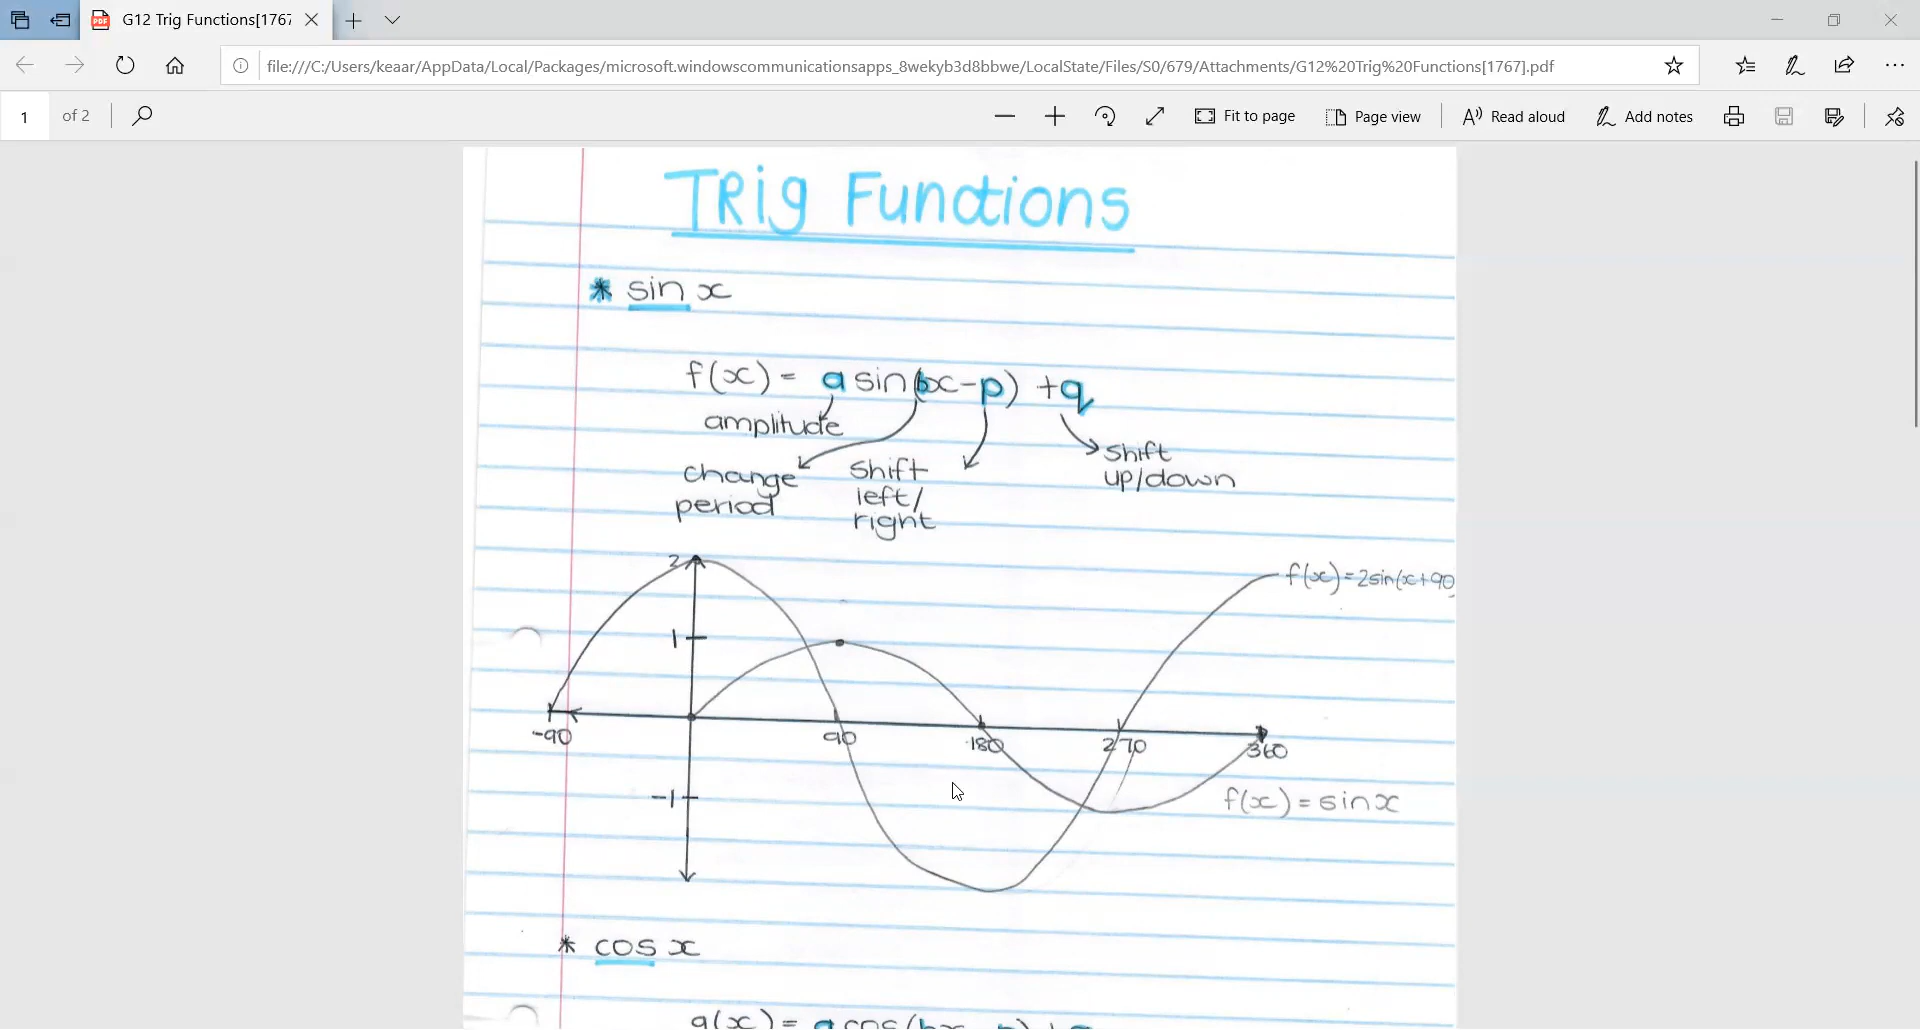 G12 Trig Functions[1767
file:///C:/Users/keaar/AppData/Local/Packages/microsoft.windowscommunicationsapps_8wekyb3d8bbwe/LocalState/Files/S0/679/Attachments/G12%20Trig%20Functions[1767].pdf
1 of 2 Fit to page Page view Read aloud Add notes
TRig Functions
* sin x
f(x) = a sin(bx-p) +q
amplitude
change period
shift left/ right
shift up/down
2
f(x)=2sin(x+90
1
-90 90 180 270 360
-1
f(x)=sinx
* cos x
g(x)= a cos(bx-p)+q